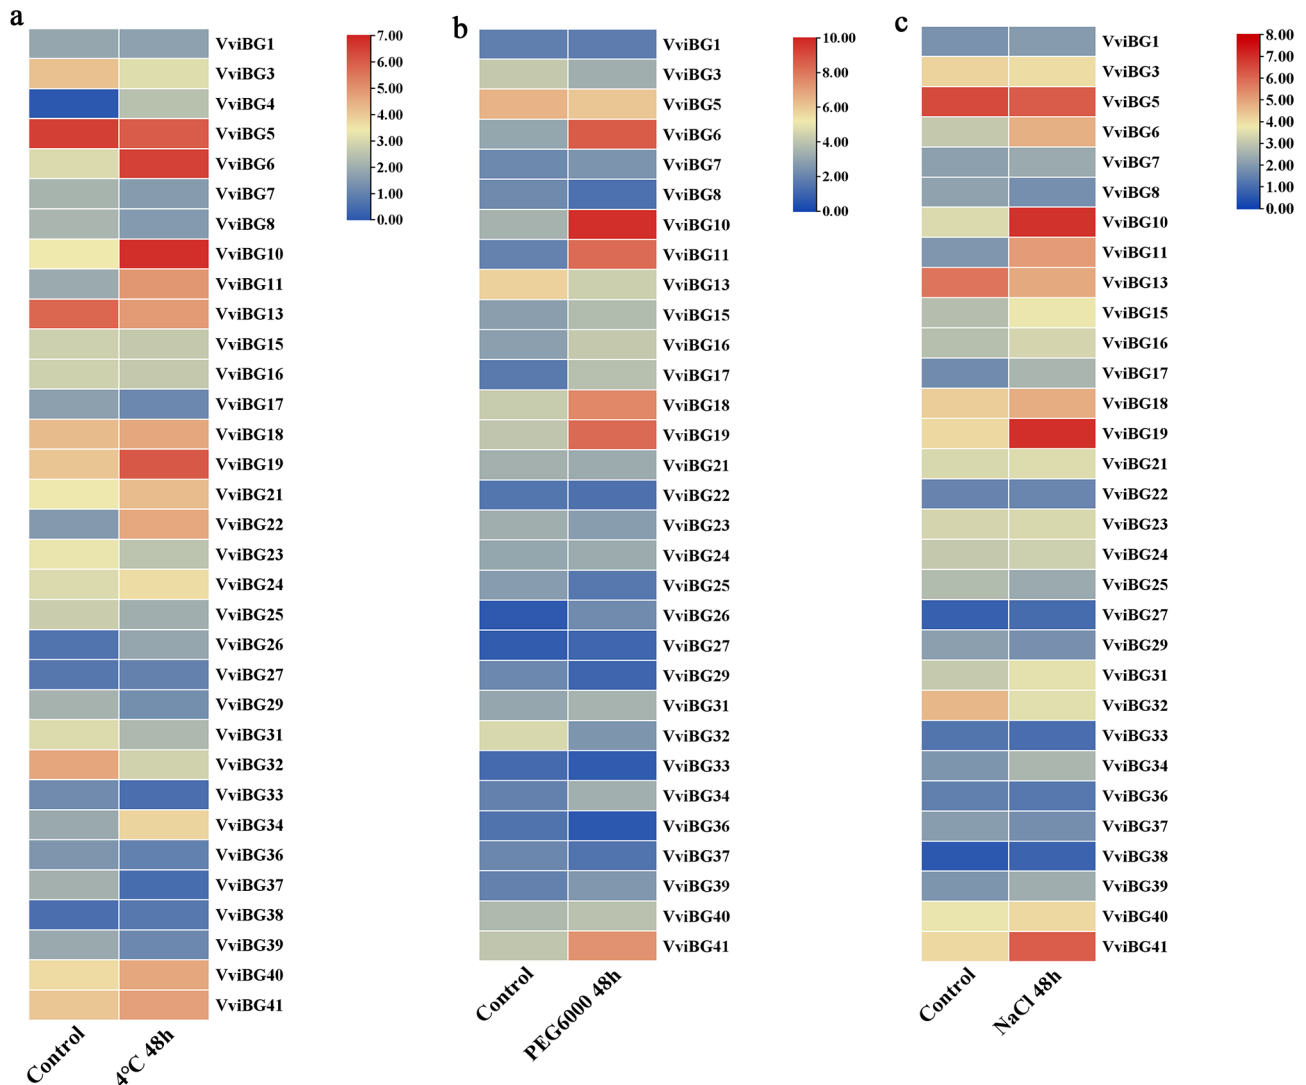 a
VviBG1
VviBG3
VviBG4
VviBG5
VviBG6
VviBG7
VviBG8
VviBG10
VviBG11
VviBG13
VviBG15
VviBG16
VviBG17
VviBG18
VviBG19
VviBG21
VviBG22
VviBG23
VviBG24
VviBG25
VviBG26
VviBG27
VviBG29
VviBG31
VviBG32
VviBG33
VviBG34
VviBG36
VviBG37
VviBG38
VviBG39
VviBG40
VviBG41
Control
4°C 48h
7.00
6.00
5.00
4.00
3.00
2.00
1.00
0.00
b
VviBG1
VviBG3
VviBG5
VviBG6
VviBG7
VviBG8
VviBG10
VviBG11
VviBG13
VviBG15
VviBG16
VviBG17
VviBG18
VviBG19
VviBG21
VviBG22
VviBG23
VviBG24
VviBG25
VviBG26
VviBG27
VviBG29
VviBG31
VviBG32
VviBG33
VviBG34
VviBG36
VviBG37
VviBG39
VviBG40
VviBG41
Control
PEG6000 48h
10.00
8.00
6.00
4.00
2.00
0.00
c
VviBG1
VviBG3
VviBG5
VviBG6
VviBG7
VviBG8
VviBG10
VviBG11
VviBG13
VviBG15
VviBG16
VviBG17
VviBG18
VviBG19
VviBG21
VviBG22
VviBG23
VviBG24
VviBG25
VviBG27
VviBG29
VviBG31
VviBG32
VviBG33
VviBG34
VviBG36
VviBG37
VviBG38
VviBG39
VviBG40
VviBG41
Control
NaCl 48h
8.00
7.00
6.00
5.00
4.00
3.00
2.00
1.00
0.00